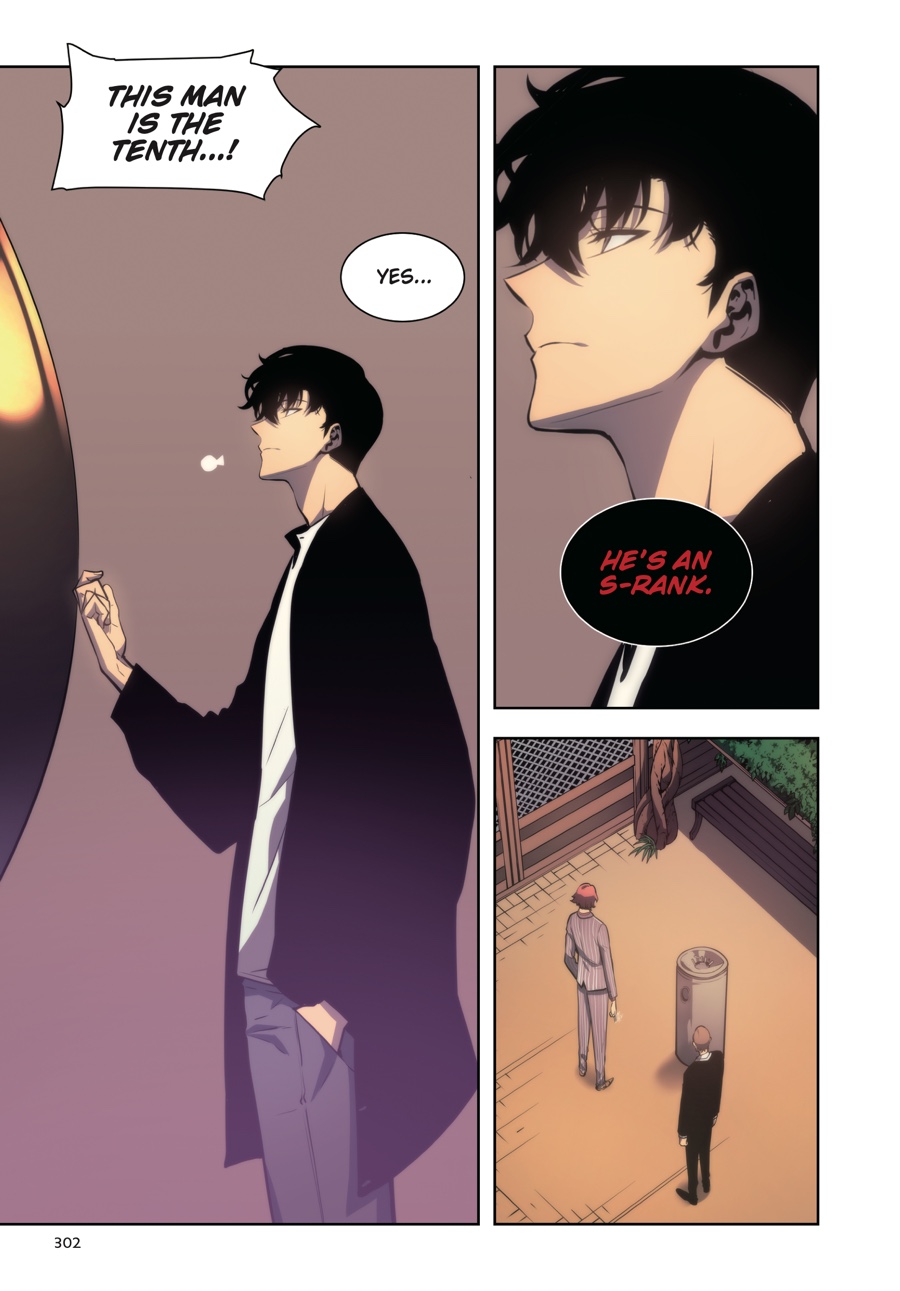 THIS MAN
IS THE
TENTH...!
YES...
HE'S AN
S-RANK.
302